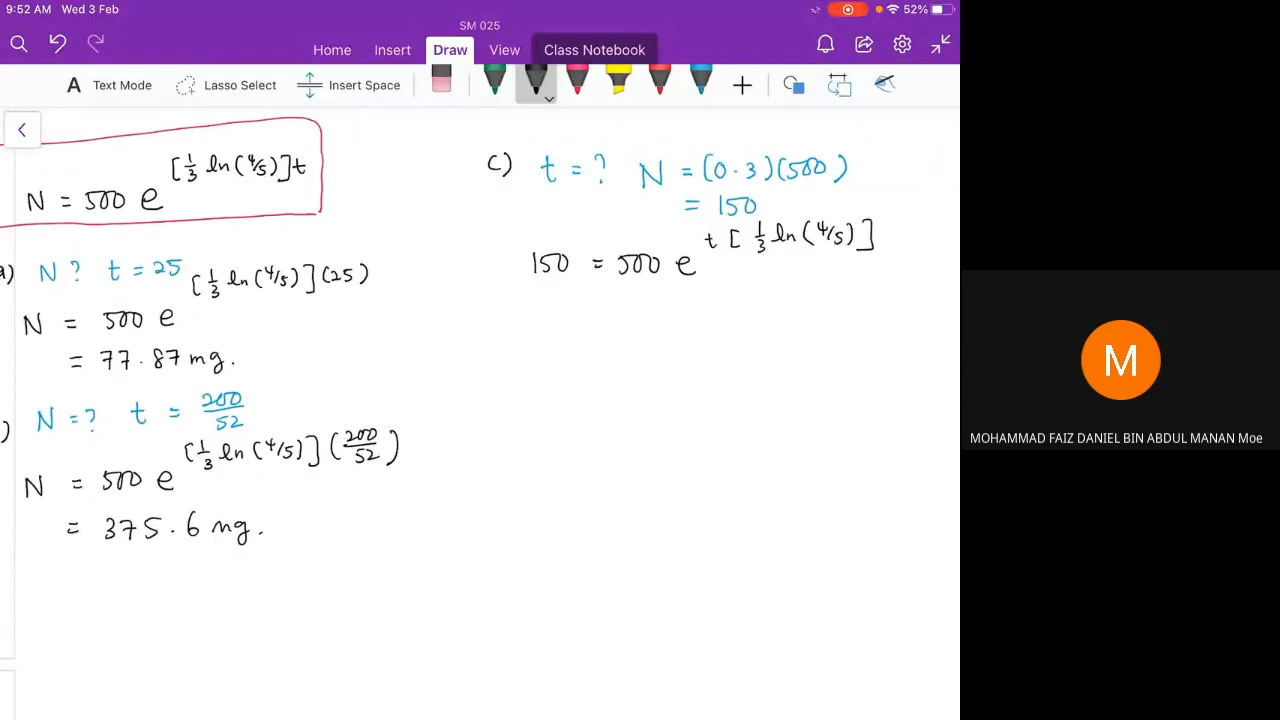 9:52 AM Wed 3 Feb
52%
SM 025
Home Insert Draw View Class Notebook
A Text Mode Lasso Select Insert Space
N = 500 e^{[1/3 ln(4/5)]t}
a) N ? t = 25
N = 500 e^{[1/3 ln(4/5)](25)}
= 77.87 mg.
) N = ? t = 200/52
N = 500 e^{[1/3 ln(4/5)](200/52)}
= 375.6 mg.
c) t = ? N = (0.3)(500)
= 150
150 = 500 e^{t[1/3 ln(4/5)]}
M
MOHAMMAD FAIZ DANIEL BIN ABDUL MANAN Moe